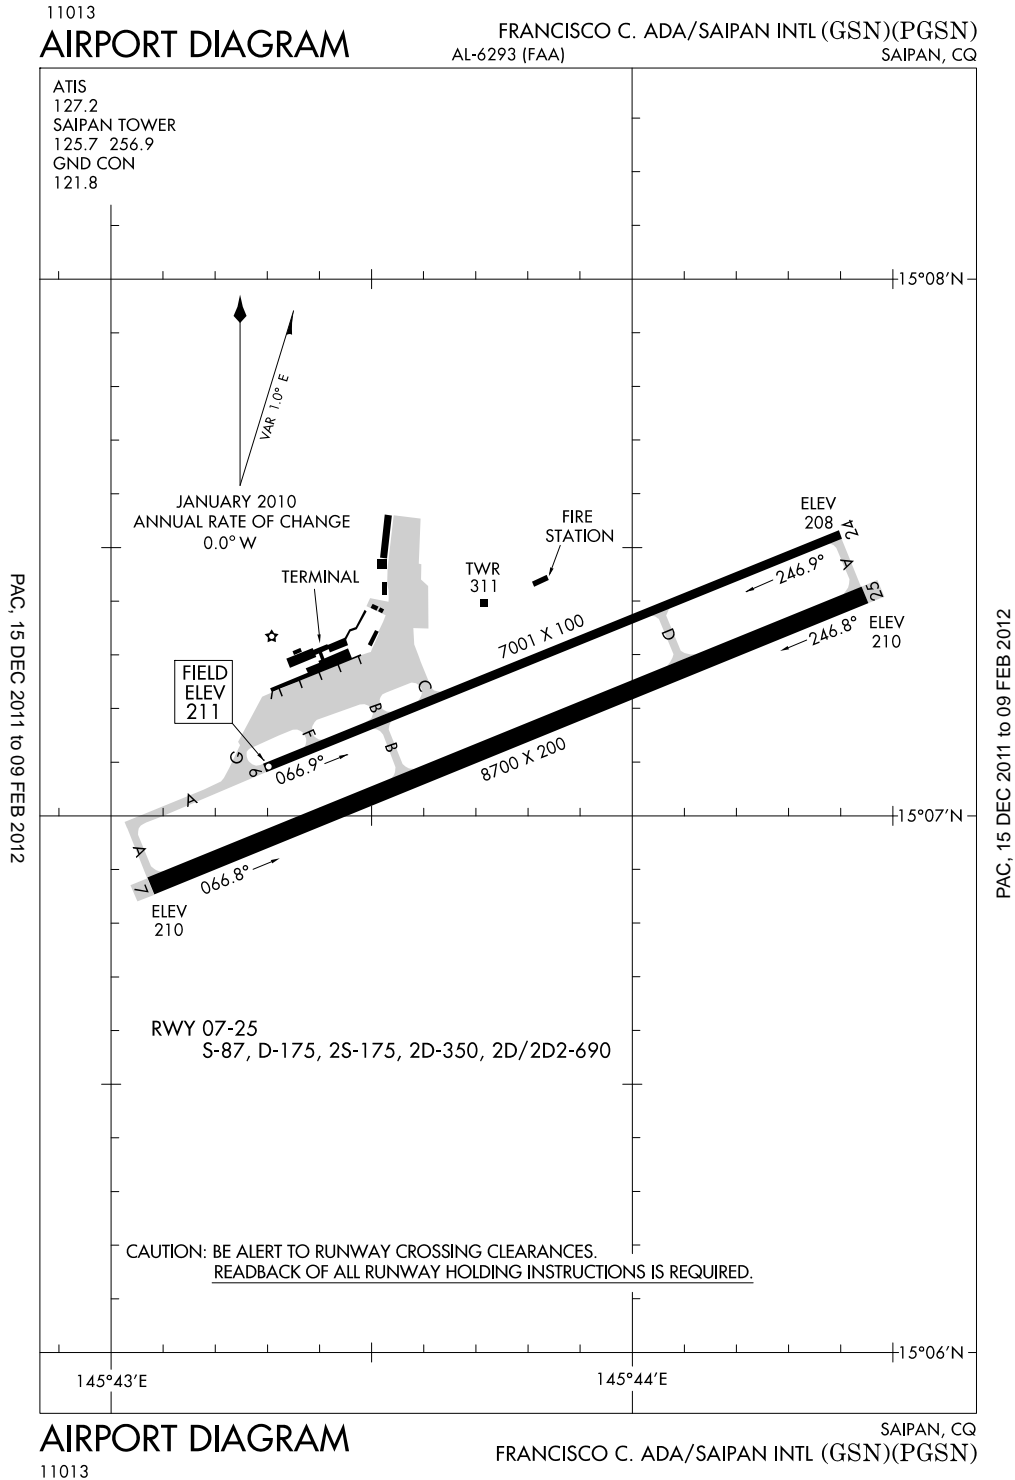 11013
AIRPORT DIAGRAM
AL-6293 (FAA)
FRANCISCO C. ADA/SAIPAN INTL (GSN)(PGSN)
SAIPAN, CQ
ATIS
127.2
SAIPAN TOWER
125.7 256.9
GND CON
121.8
15°08'N
VAR 1.0° E
JANUARY 2010
ANNUAL RATE OF CHANGE
0.0° W
TERMINAL
TWR
311
FIRE
STATION
ELEV
208
24
A
246.9°
25
ELEV
210
246.8°
7001 X 100
D
FIELD
ELEV
211
C
B
F
B
G
6
066.9°
8700 X 200
A
15°07'N
A
7
066.8°
ELEV
210
RWY 07-25
S-87, D-175, 2S-175, 2D-350, 2D/2D2-690
CAUTION: BE ALERT TO RUNWAY CROSSING CLEARANCES.
READBACK OF ALL RUNWAY HOLDING INSTRUCTIONS IS REQUIRED.
15°06'N
145°43'E
145°44'E
PAC, 15 DEC 2011 to 09 FEB 2012
PAC, 15 DEC 2011 to 09 FEB 2012
AIRPORT DIAGRAM
11013
SAIPAN, CQ
FRANCISCO C. ADA/SAIPAN INTL (GSN)(PGSN)